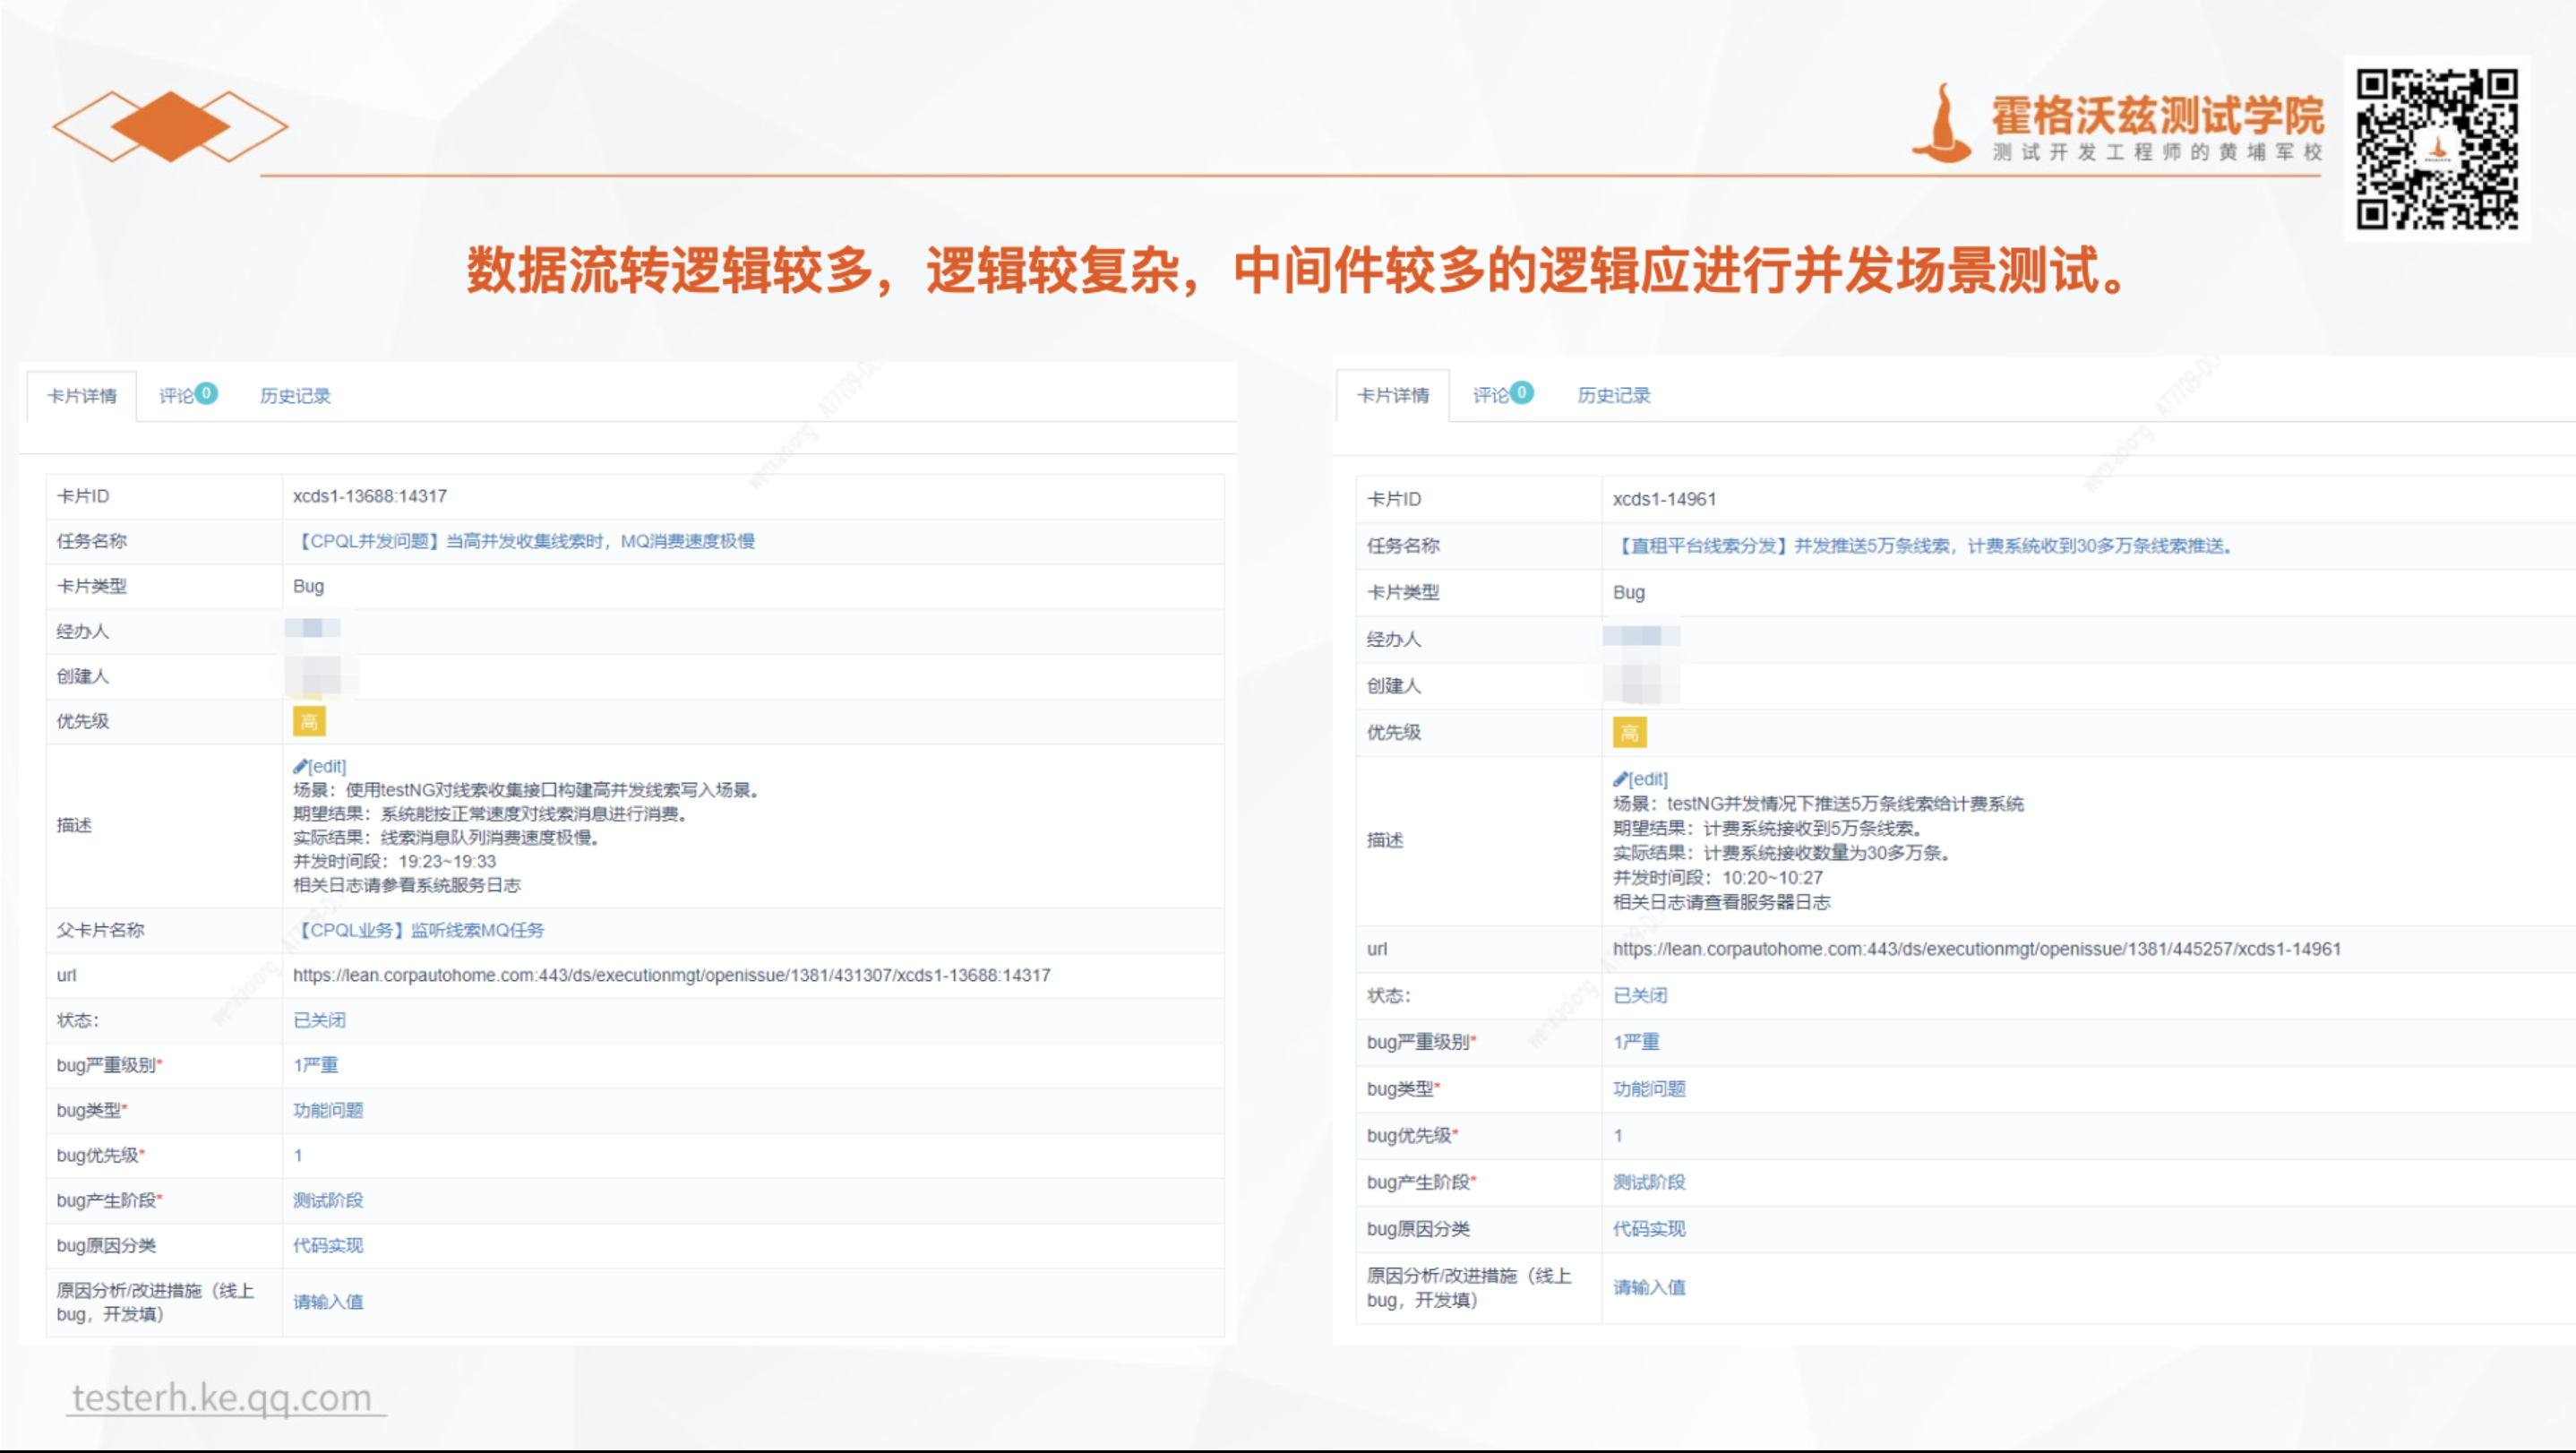 霍格沃兹测试学院
测试开发工程师的黄埔军校
数据流转逻辑较多，逻辑较复杂，中间件较多的逻辑应进行并发场景测试。
卡片详情 评论 0 历史记录
卡片ID xcds1-13688:14317
任务名称 【CPQL并发问题】当高并发收集线索时，MQ消费速度极慢
卡片类型 Bug
经办人
创建人
优先级 高
描述
[edit]
场景：使用testNG对线索收集接口构建高并发线索写入场景。
期望结果：系统能按正常速度对线索消息进行消费。
实际结果：线索消息队列消费速度极慢。
并发时间段：19:23~19:33
相关日志请参看系统服务日志
父卡片名称 【CPQL业务】监听线索MQ任务
url https://lean.corpautohome.com:443/ds/executionmgt/openissue/1381/431307/xcds1-13688:14317
状态： 已关闭
bug严重级别* 1严重
bug类型* 功能问题
bug优先级* 1
bug产生阶段* 测试阶段
bug原因分类 代码实现
原因分析/改进措施（线上
bug，开发填） 请输入值
卡片详情 评论 0 历史记录
卡片ID xcds1-14961
任务名称 【直租平台线索分发】并发推送5万条线索，计费系统收到30多万条线索推送。
卡片类型 Bug
经办人
创建人
优先级 高
描述
[edit]
场景：testNG并发情况下推送5万条线索给计费系统
期望结果：计费系统接收到5万条线索。
实际结果：计费系统接收数量为30多万条。
并发时间段：10:20~10:27
相关日志请查看服务器日志
url https://lean.corpautohome.com:443/ds/executionmgt/openissue/1381/445257/xcds1-14961
状态： 已关闭
bug严重级别* 1严重
bug类型* 功能问题
bug优先级* 1
bug产生阶段* 测试阶段
bug原因分类 代码实现
原因分析/改进措施（线上
bug，开发填） 请输入值
testerh.ke.qq.com